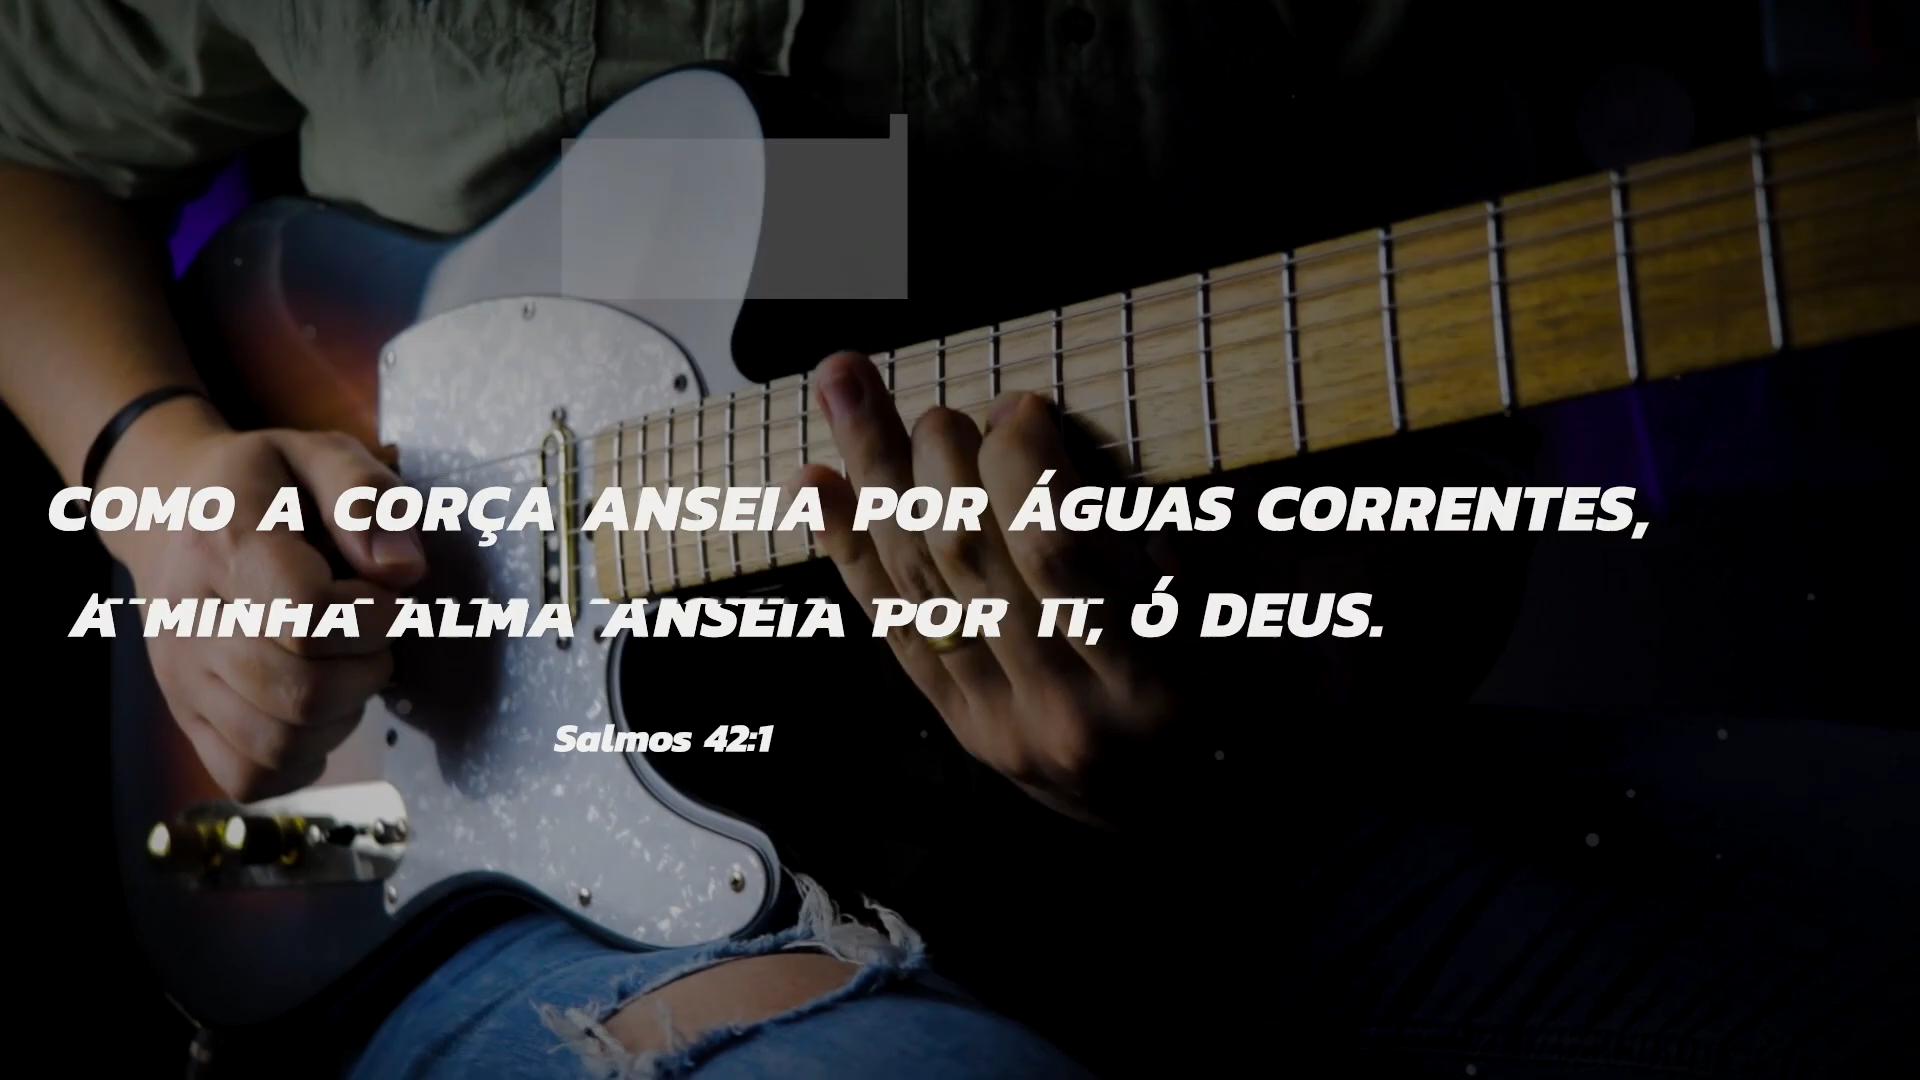 COMO A CORÇA ANSEIA POR ÁGUAS CORRENTES,
A MINHA ALMA ANSEIA POR TI, Ó DEUS.
Salmos 42:1